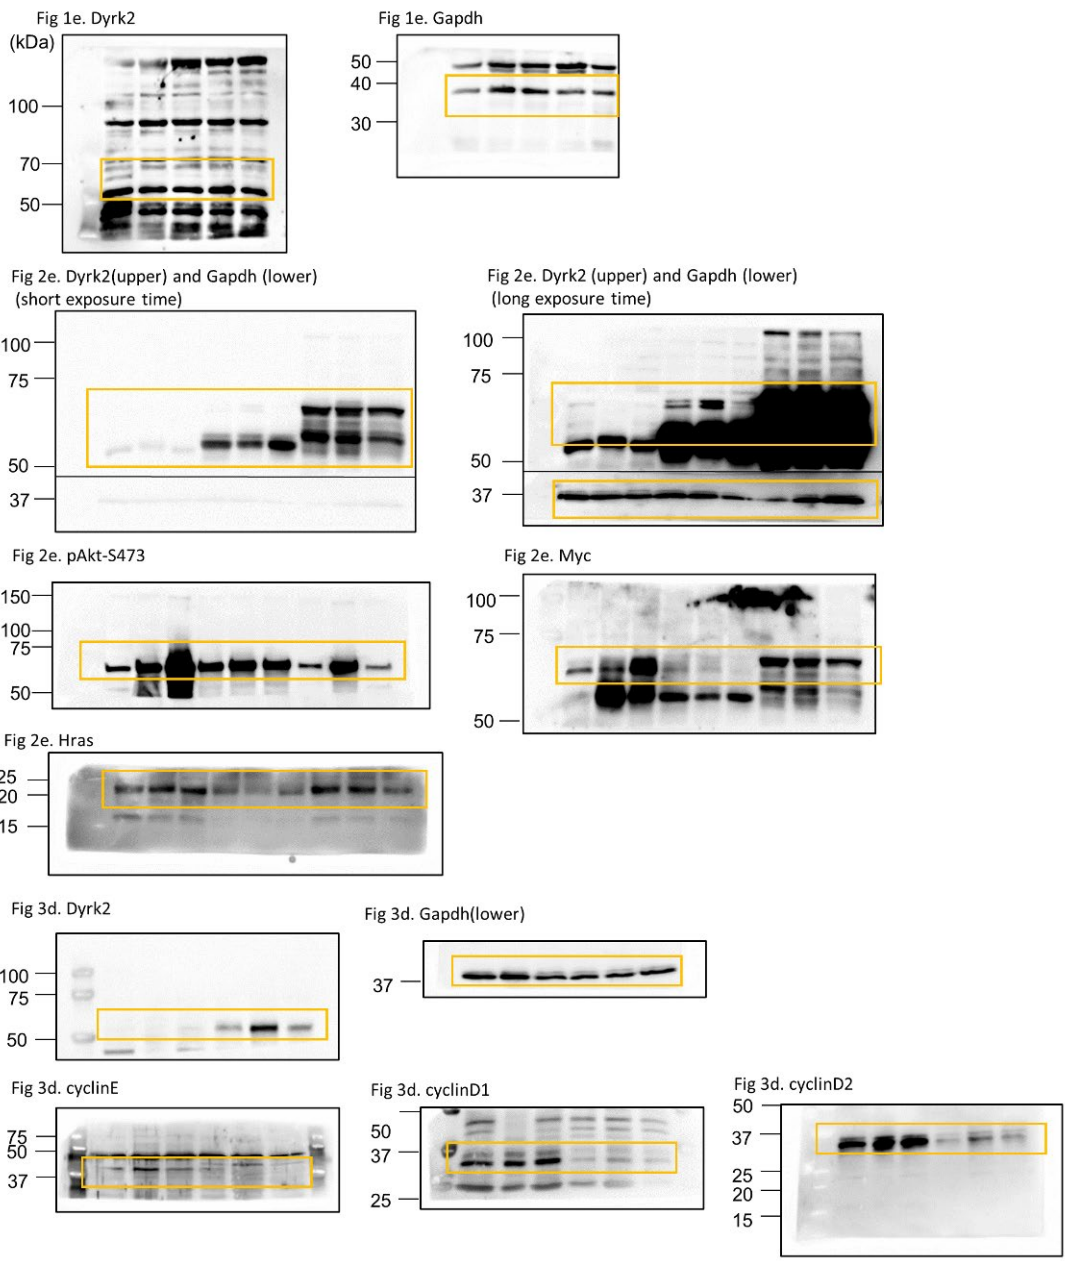 Fig 1e. Dyrk2
(kDa)
100
70
50
Fig 1e. Gapdh
50
40
30
Fig 2e. Dyrk2(upper) and Gapdh (lower)
(short exposure time)
100
75
50
37
Fig 2e. Dyrk2 (upper) and Gapdh (lower)
(long exposure time)
100
75
50
37
Fig 2e. pAkt-S473
150
100
75
50
Fig 2e. Myc
100
75
50
Fig 2e. Hras
25
20
15
Fig 3d. Dyrk2
100
75
50
Fig 3d. Gapdh(lower)
37
Fig 3d. cyclinE
75
50
37
Fig 3d. cyclinD1
50
37
25
Fig 3d. cyclinD2
50
37
25
20
15